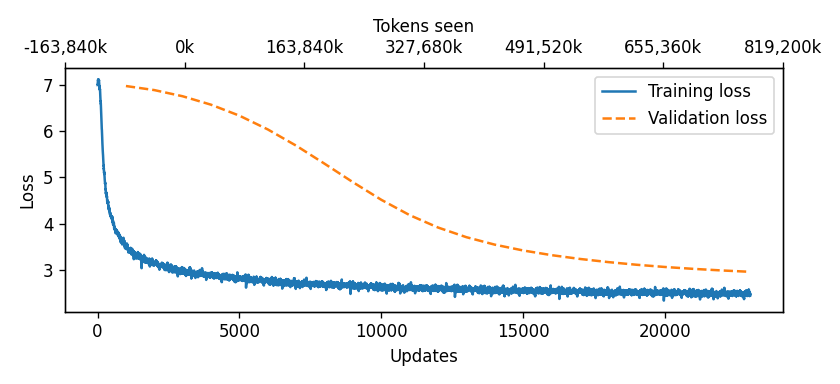 Tokens seen
-163,840k 0k 163,840k 327,680k 491,520k 655,360k 819,200k
7
6
5
4
3
Loss
Training loss
Validation loss
0 5000 10000 15000 20000
Updates